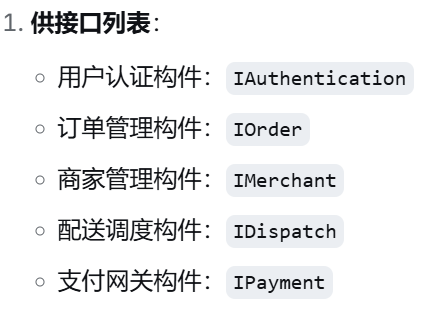 1. 供接口列表：
用户认证构件： IAuthentication
订单管理构件： IOrder
商家管理构件： IMerchant
配送调度构件： IDispatch
支付网关构件： IPayment